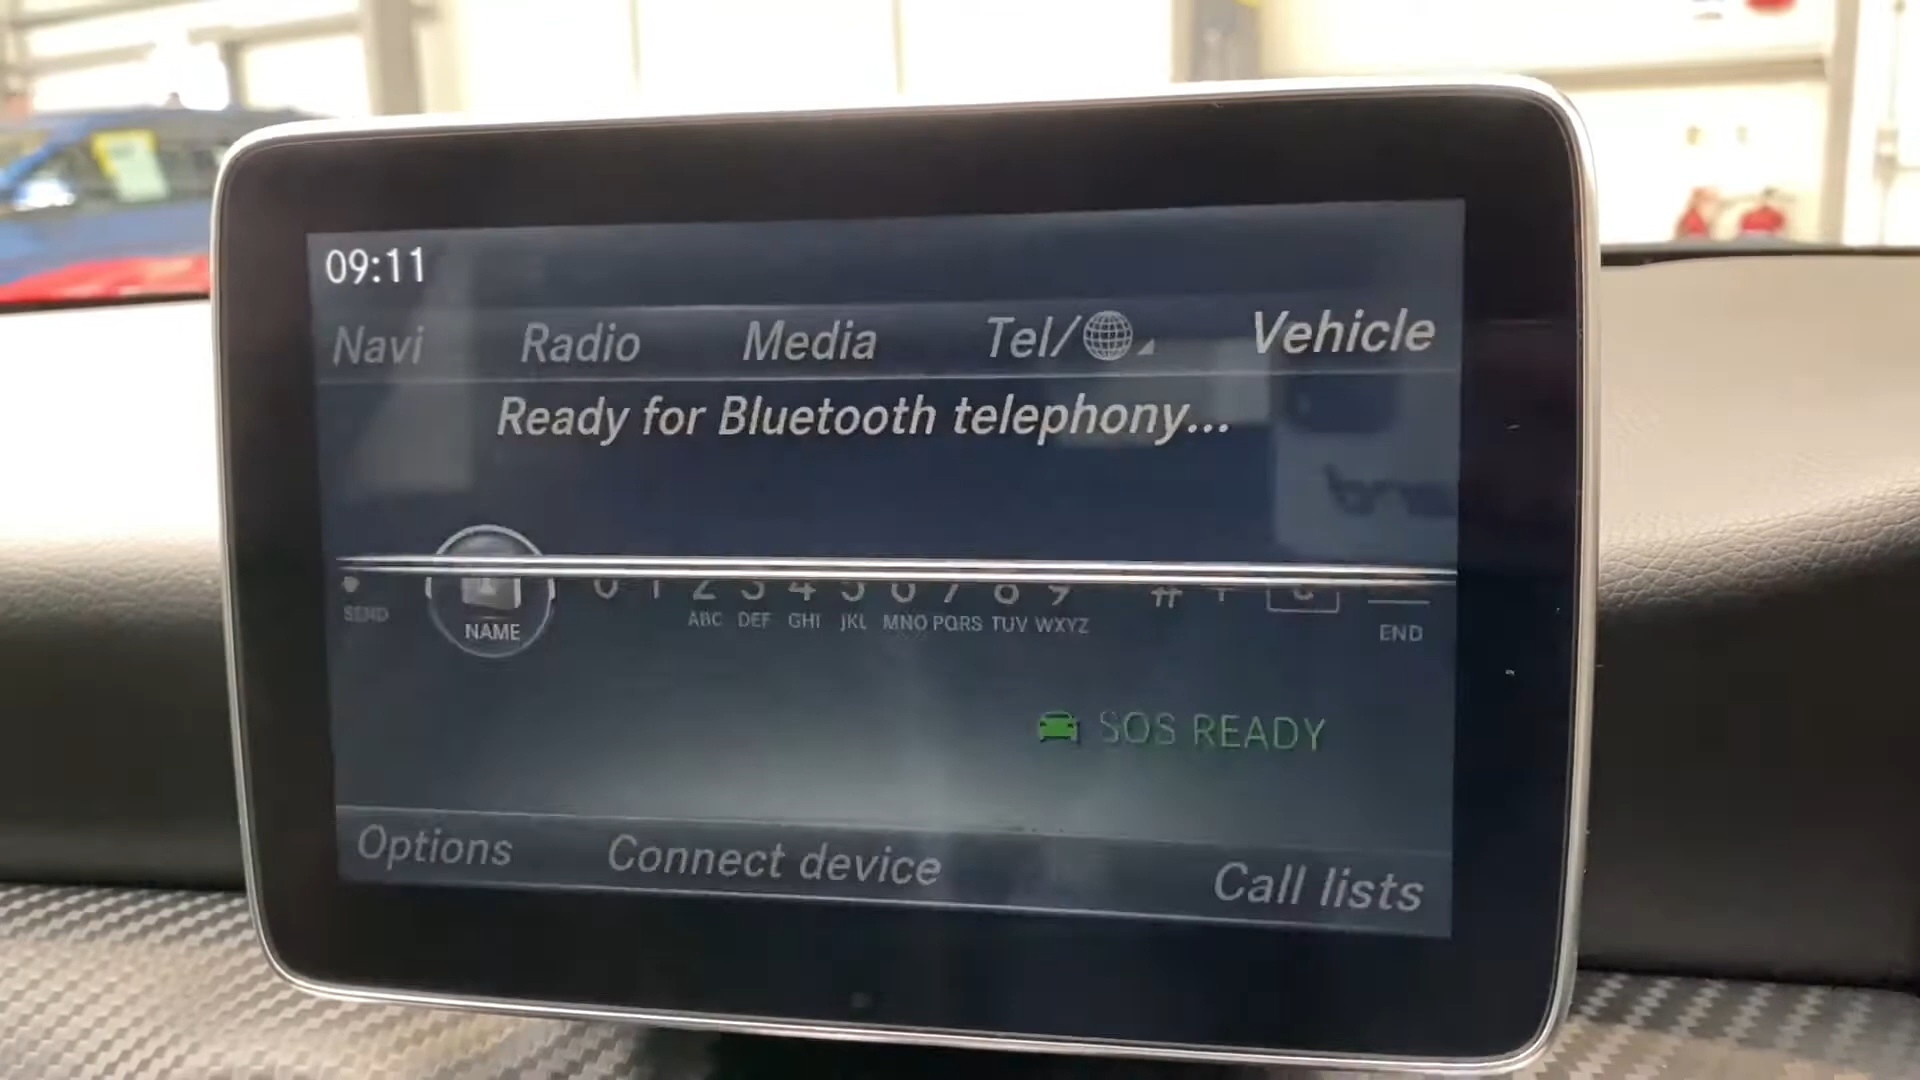 09:11
Navi Radio Media Tel/ Vehicle
Ready for Bluetooth telephony...
0 1 2 3 4 5 6 7 8 9 # +
SEND NAME ABC DEF GHI JKL MNO PQRS TUV WXYZ END
SOS READY
Options Connect device Call lists